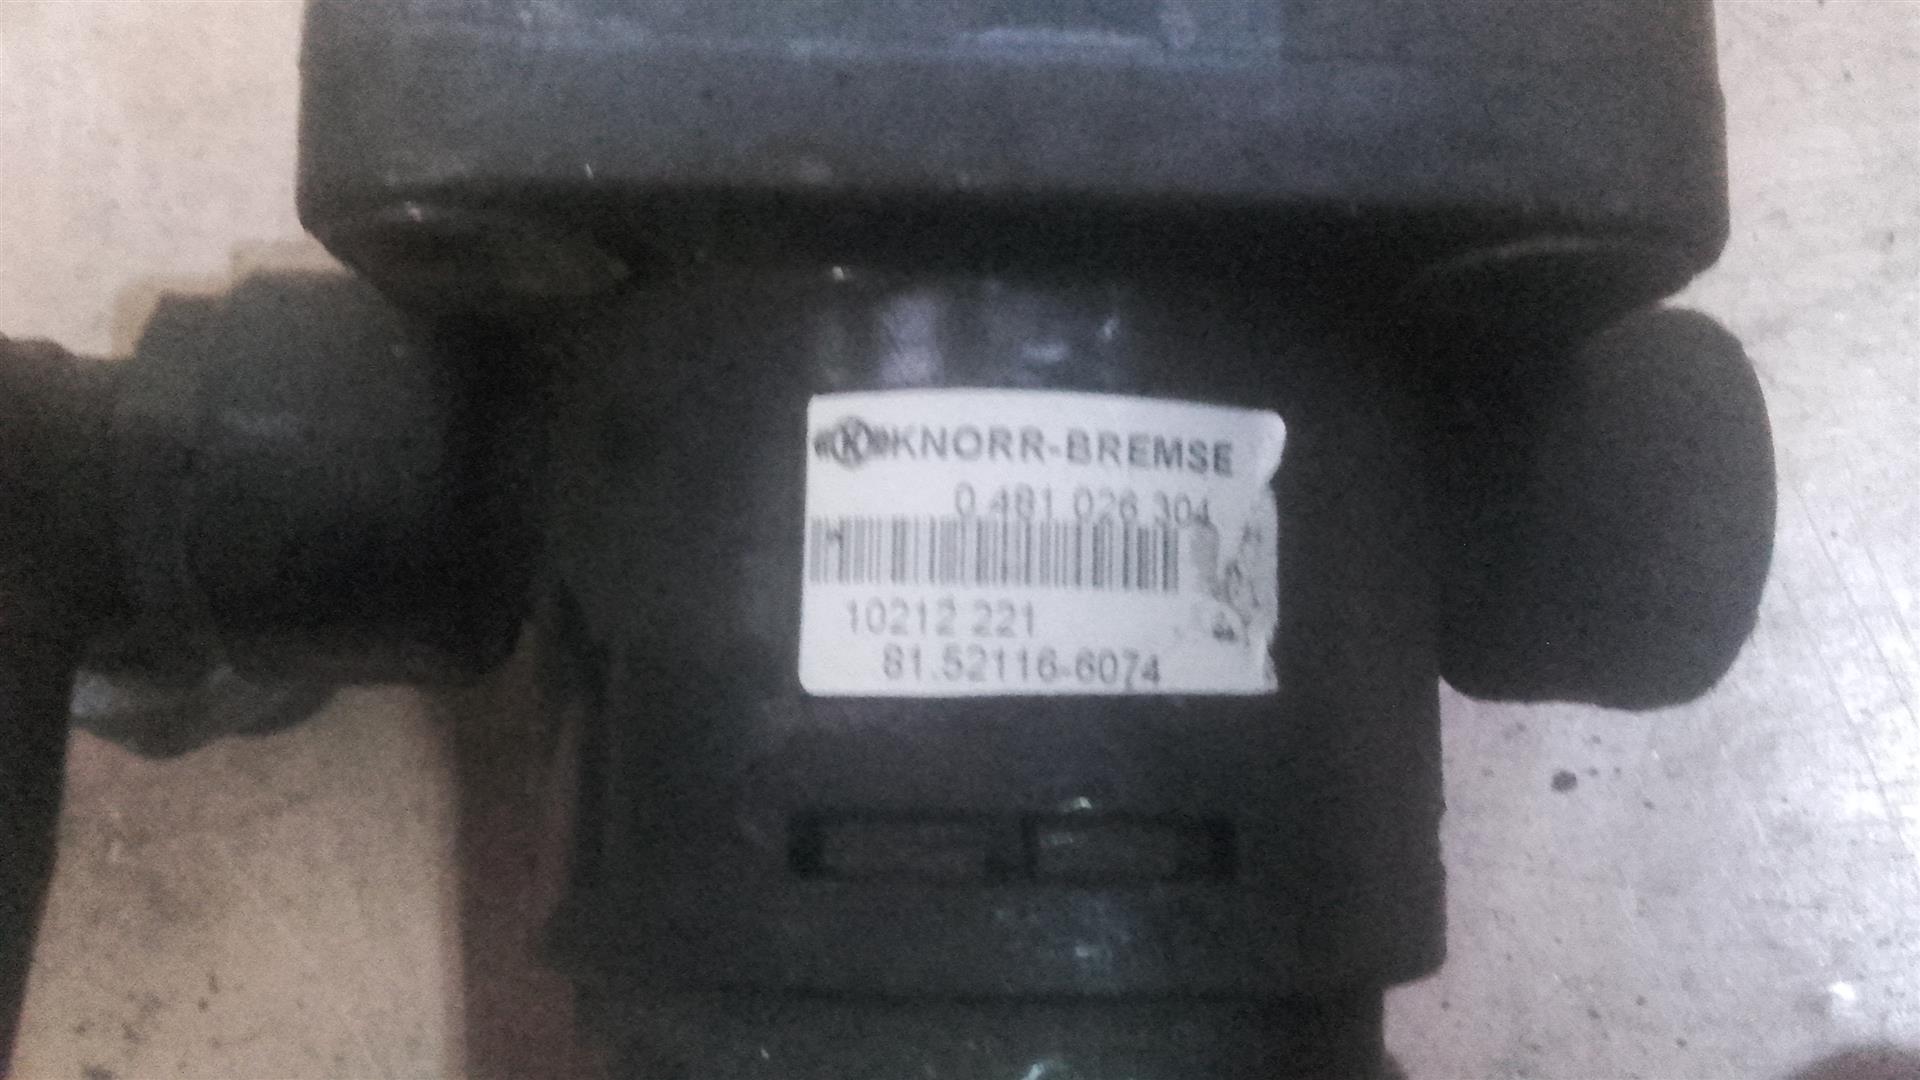 K KNORR-BREMSE
0 481 026 304
10212 221
81.52116-6074